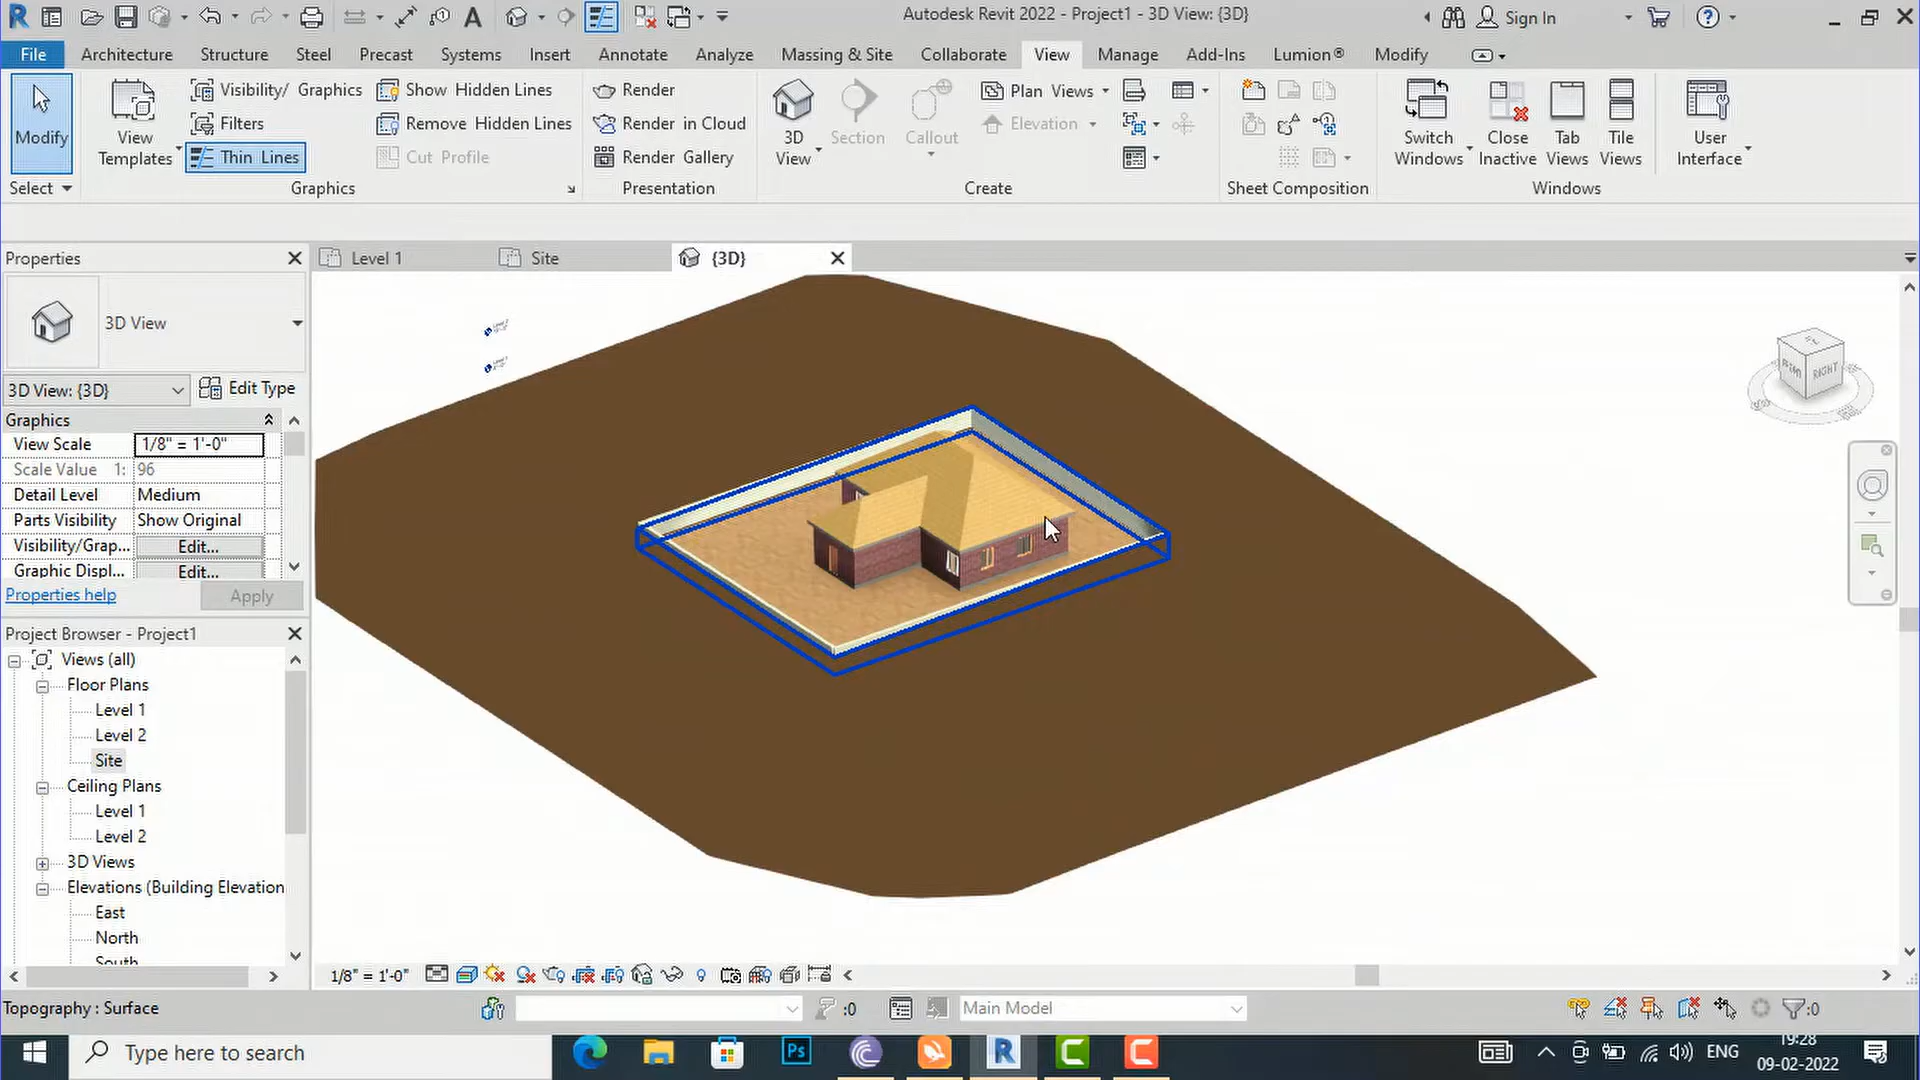 Autodesk Revit 2022 - Project1 - 3D View: {3D}
Sign In
File Architecture Structure Steel Precast Systems Insert Annotate Analyze Massing & Site Collaborate View Manage Add-Ins Lumion® Modify
Modify
Select
View Templates
Visibility/ Graphics
Filters
Thin Lines
Show Hidden Lines
Remove Hidden Lines
Cut Profile
Graphics
Render
Render in Cloud
Render Gallery
Presentation
3D View
Section
Callout
Plan Views
Elevation
Create
Sheet Composition
Switch Windows
Close Inactive
Tab Views
Tile Views
Windows
User Interface
Properties
3D View
3D View: {3D}
Edit Type
Graphics
View Scale 1/8" = 1'-0"
Scale Value 1: 96
Detail Level Medium
Parts Visibility Show Original
Visibility/Grap... Edit...
Graphic Displ... Edit...
Properties help
Apply
Level 1
Site
{3D}
RIGHT
Project Browser - Project1
Views (all)
Floor Plans
Level 1
Level 2
Site
Ceiling Plans
Level 1
Level 2
3D Views
Elevations (Building Elevation
East
North
South
1/8" = 1'-0"
Topography : Surface
:0
Main Model
:0
Type here to search
Ps
ENG
19:28
09-02-2022